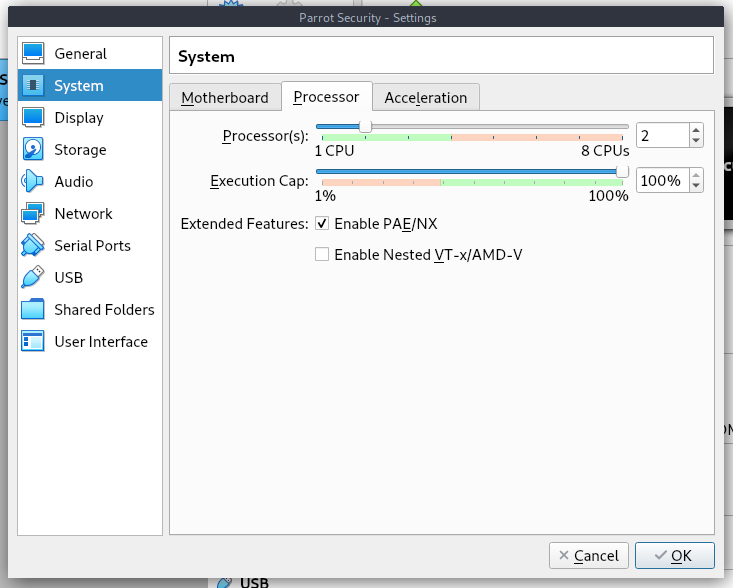 Parrot Security - Settings
General
System
Display
Storage
Audio
Network
Serial Ports
USB
Shared Folders
User Interface
System
Motherboard Processor Acceleration
Processor(s): 2
1 CPU 8 CPUs
Execution Cap: 100%
1% 100%
Extended Features: Enable PAE/NX
Enable Nested VT-x/AMD-V
Cancel OK
USB